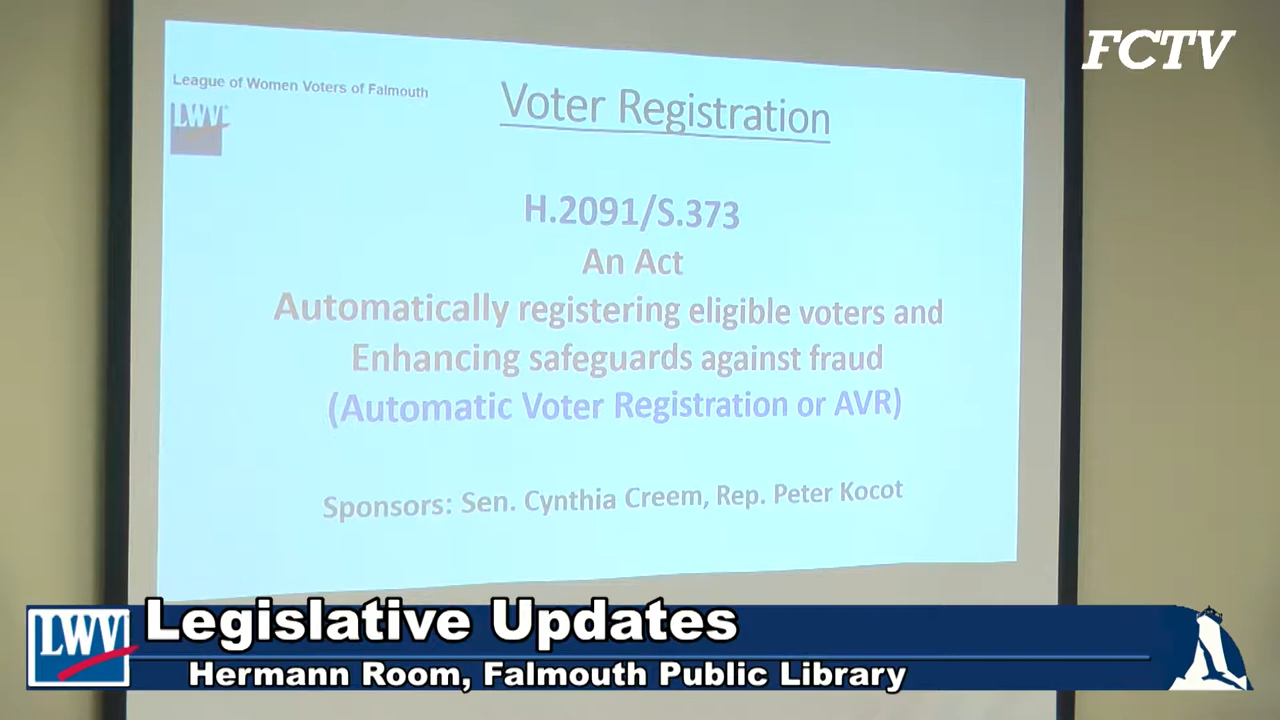 FCTV
League of Women Voters of Falmouth
LWV
Voter Registration
H.2091/S.373
An Act
Automatically registering eligible voters and
Enhancing safeguards against fraud
(Automatic Voter Registration or AVR)
Sponsors: Sen. Cynthia Creem, Rep. Peter Kocot
LWV
Legislative Updates
Hermann Room, Falmouth Public Library